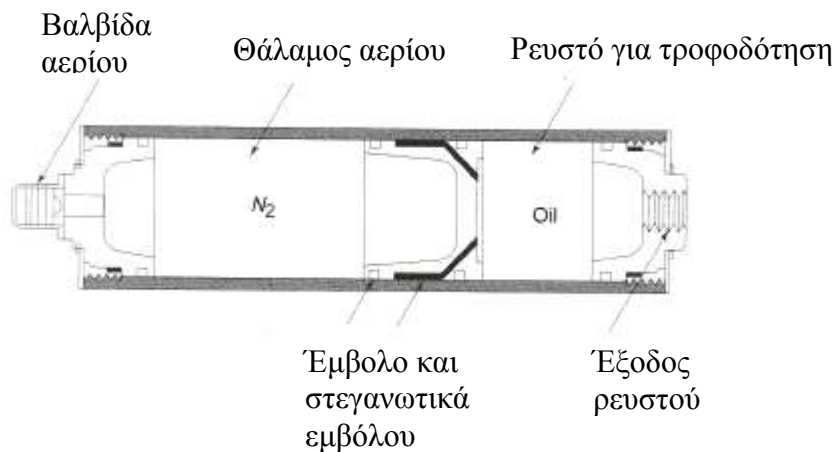 Βαλβίδα
αερίου
Θάλαμος αερίου
Ρευστό για τροφοδότηση
N2
Oil
Έμβολο και
στεγανωτικά
εμβόλου
Έξοδος
ρευστού